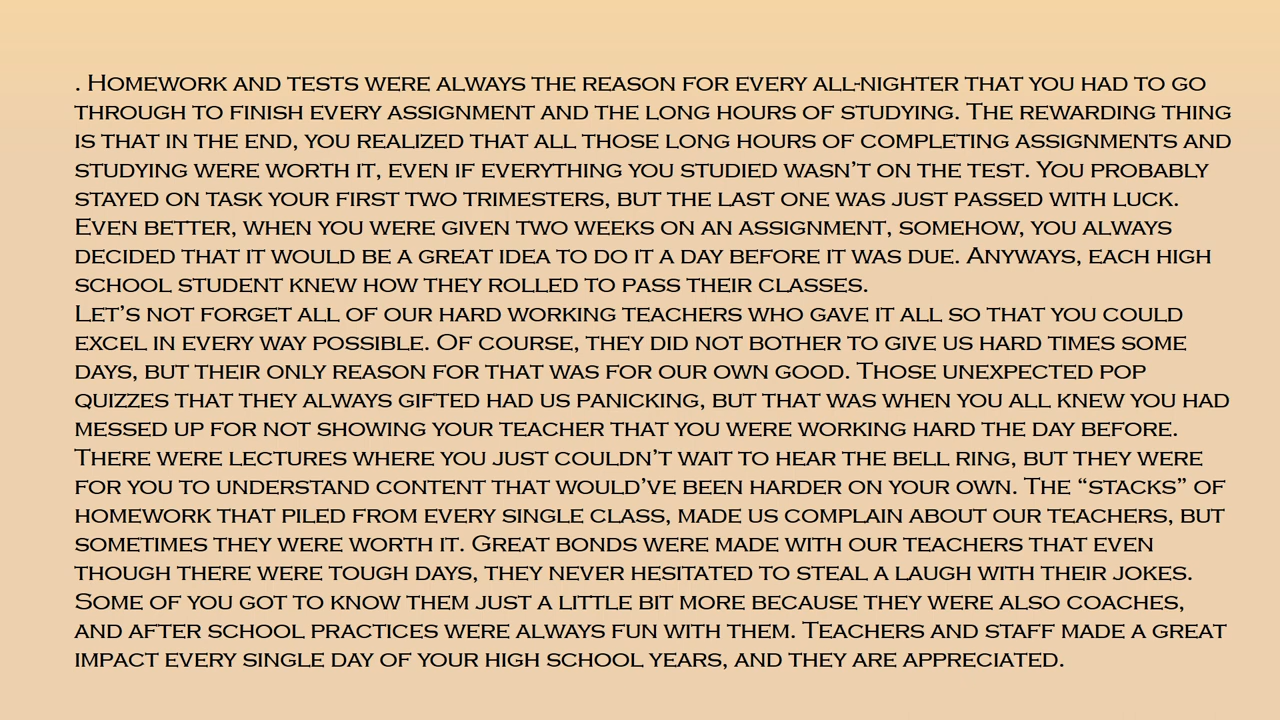 . Homework and tests were always the reason for every all-nighter that you had to go
through to finish every assignment and the long hours of studying. The rewarding thing
is that in the end, you realized that all those long hours of completing assignments and
studying were worth it, even if everything you studied wasn’t on the test. You probably
stayed on task your first two trimesters, but the last one was just passed with luck.
Even better, when you were given two weeks on an assignment, somehow, you always
decided that it would be a great idea to do it a day before it was due. Anyways, each high
school student knew how they rolled to pass their classes.
Let’s not forget all of our hard working teachers who gave it all so that you could
excel in every way possible. Of course, they did not bother to give us hard times some
days, but their only reason for that was for our own good. Those unexpected pop
quizzes that they always gifted had us panicking, but that was when you all knew you had
messed up for not showing your teacher that you were working hard the day before.
There were lectures where you just couldn’t wait to hear the bell ring, but they were
for you to understand content that would’ve been harder on your own. The “stacks” of
homework that piled from every single class, made us complain about our teachers, but
sometimes they were worth it. Great bonds were made with our teachers that even
though there were tough days, they never hesitated to steal a laugh with their jokes.
Some of you got to know them just a little bit more because they were also coaches,
and after school practices were always fun with them. Teachers and staff made a great
impact every single day of your high school years, and they are appreciated.